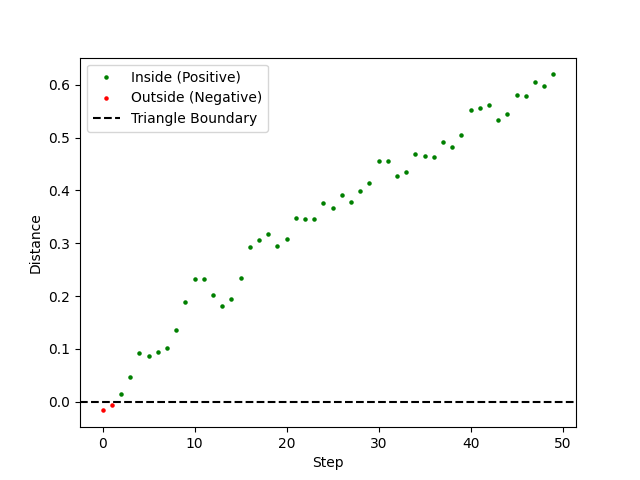 Inside (Positive)
Outside (Negative)
Triangle Boundary
0.6
0.5
0.4
0.3
0.2
0.1
0.0
Distance
0 10 20 30 40 50
Step